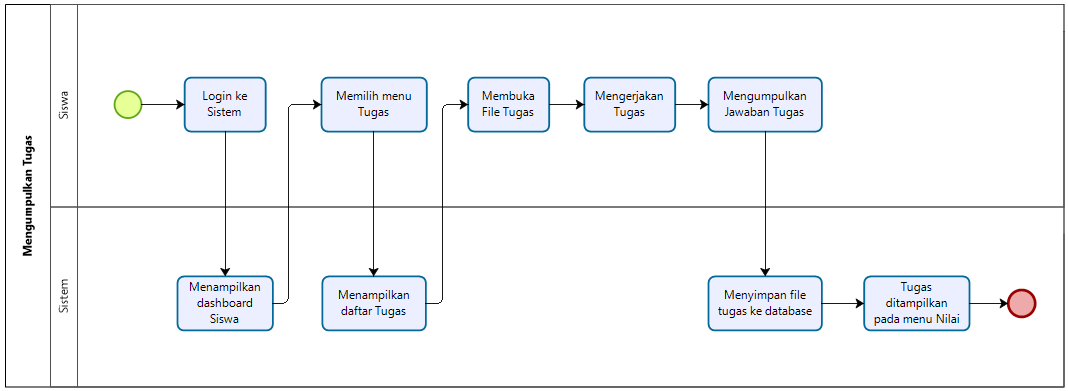 Mengumpulkan Tugas
Siswa
Login ke
Sistem
Memilih menu
Tugas
Membuka
File Tugas
Mengerjakan
Tugas
Mengumpulkan
Jawaban Tugas
Sistem
Menampilkan
dashboard
Siswa
Menampilkan
daftar Tugas
Menyimpan file
tugas ke database
Tugas
ditampilkan
pada menu Nilai